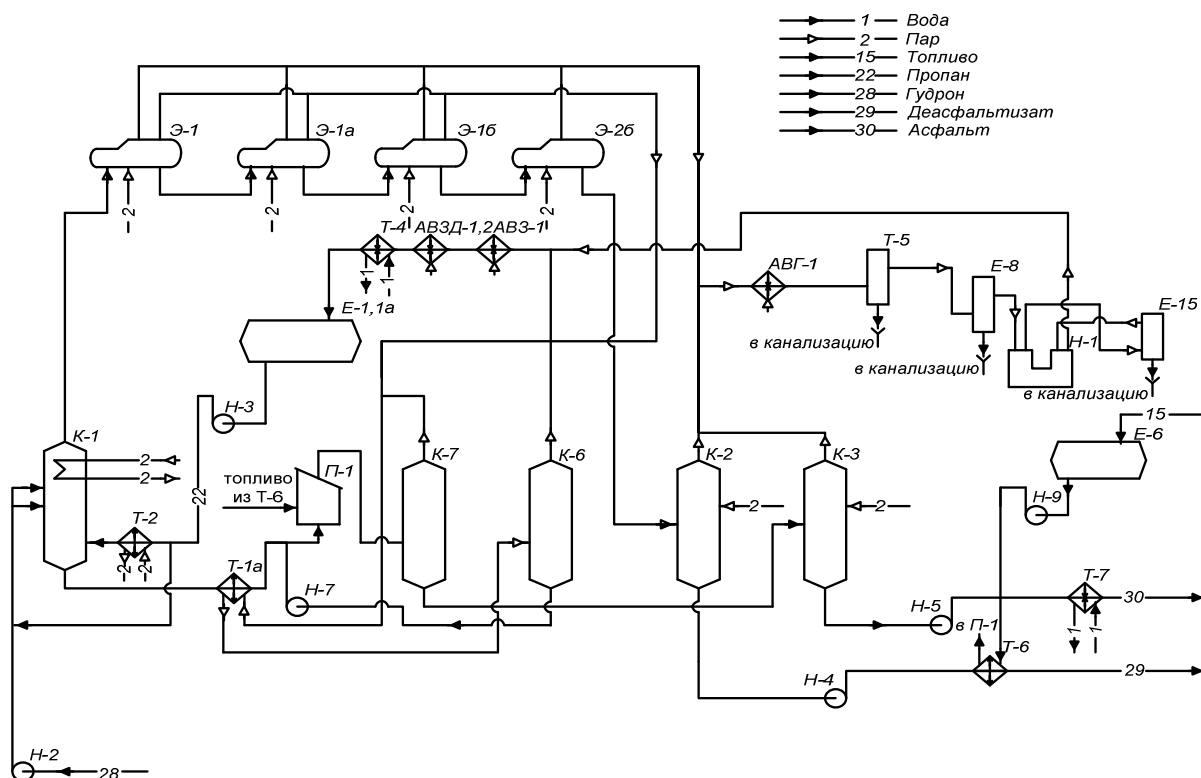 1 Вода
2 Пар
15 Топливо
22 Пропан
28 Гудрон
29 Деасфальтизат
30 Асфальт
Э-1
Э-1а
Э-1б
Э-2б
2
2
2
2
Т-4 АВЗД-1,2АВЗ-1
1
1
Е-1,1а
АВГ-1
Т-5
Е-8
Е-15
Н-1
в канализацию
в канализацию
в канализацию
15
Н-3
К-1
2
2
22
топливо
из Т-6
П-1
К-7
К-6
К-2
К-3
2
2
Е-6
Н-9
Т-2
2
2
Т-1а
Н-7
Н-5
в П-1
Т-7
30
1
1
Т-6
Н-4
29
Н-2
28